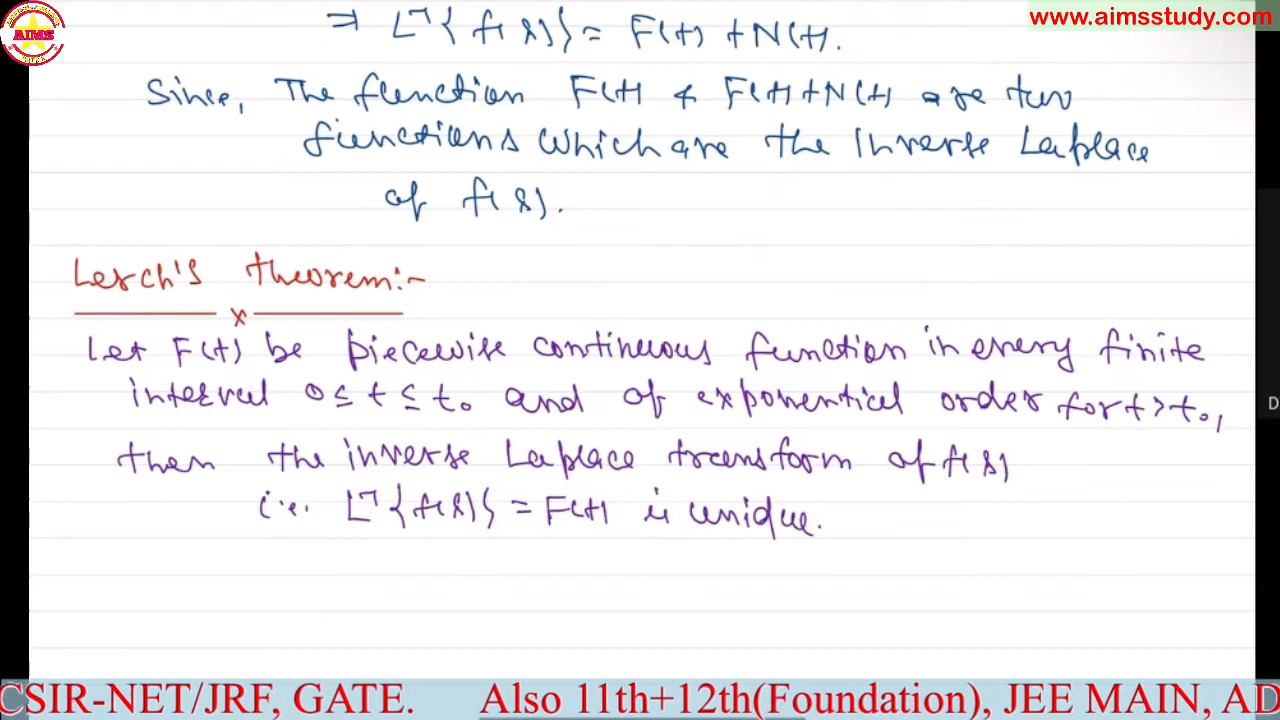 AIMS
www.aimsstudy.com
⇒ L⁻¹{f(s)} = F(t) + N(t).
Since, The function F(t) & F(t)+N(t) are two
functions which are the inverse Laplace
of f(s).
Lerch's theorem:-
x
Let F(t) be piecewise continuous function in every finite
interval 0 ≤ t ≤ t₀ and of exponential order for t > t₀,
then the inverse Laplace transform of f(s)
i.e. L⁻¹{f(s)} = F(t) is unique.
D
CSIR-NET/JRF, GATE. Also 11th+12th(Foundation), JEE MAIN, AD